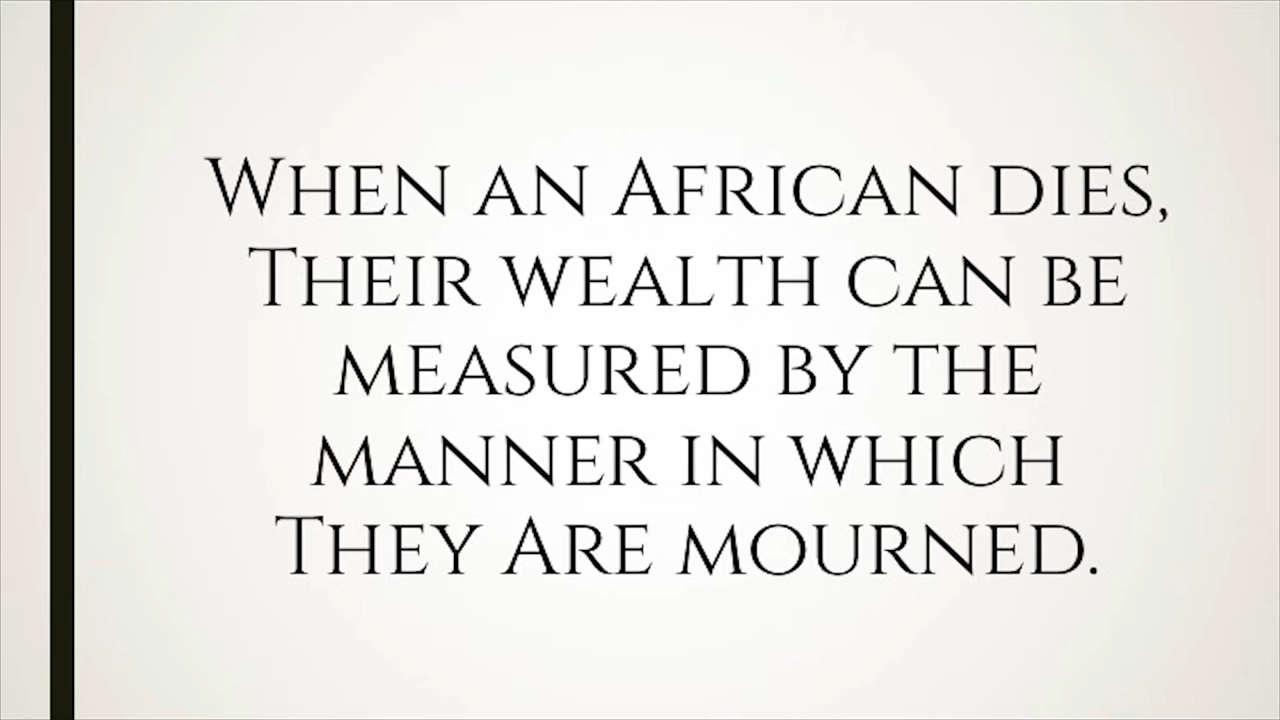 When an African dies,
Their wealth can be
measured by the
manner in which
They Are mourned.